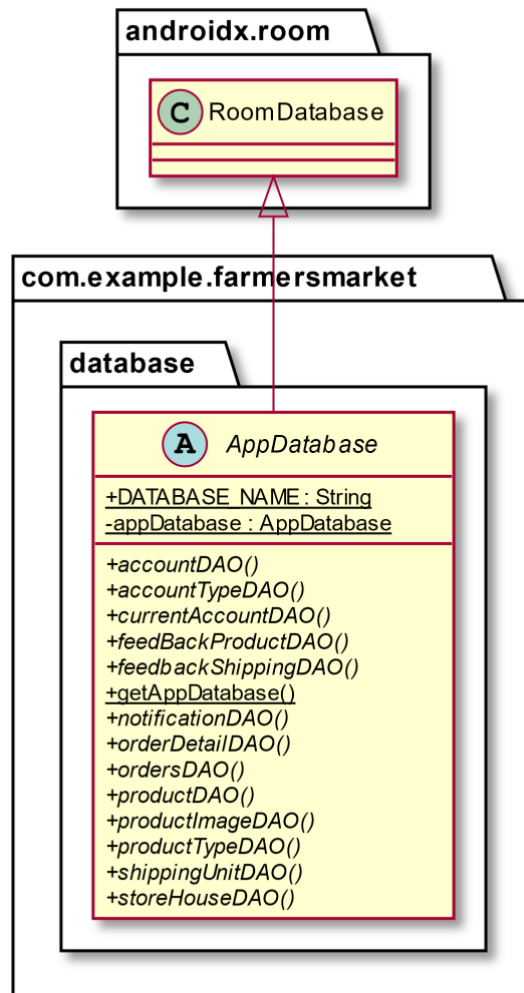 androidx.room
C RoomDatabase
com.example.farmersmarket
database
A AppDatabase
+DATABASE_NAME : String
-appDatabase : AppDatabase
+accountDAO()
+accountTypeDAO()
+currentAccountDAO()
+feedBackProductDAO()
+feedbackShippingDAO()
+getAppDatabase()
+notificationDAO()
+orderDetailDAO()
+ordersDAO()
+productDAO()
+productImageDAO()
+productTypeDAO()
+shippingUnitDAO()
+storeHouseDAO()